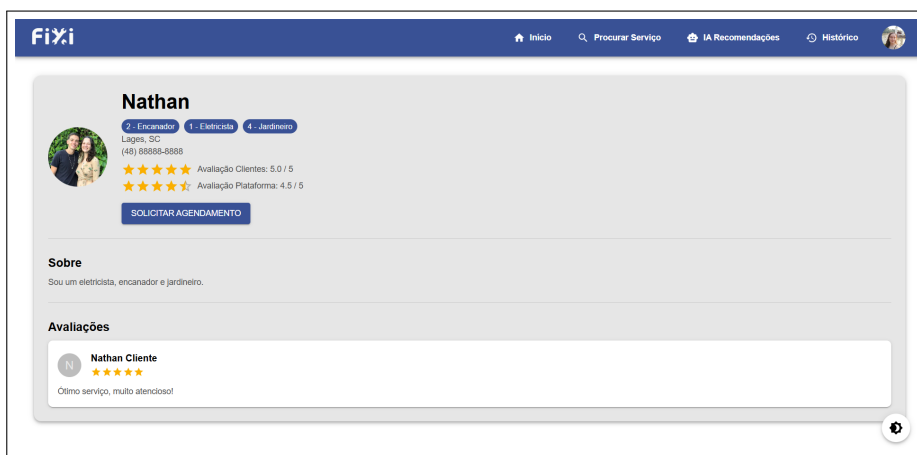 Fixi
Início
Procurar Serviço
IA Recomendações
Histórico
Nathan
2 - Encanador
1 - Eletricista
4 - Jardineiro
Lages, SC
(48) 88888-8888
Avaliação Clientes: 5.0 / 5
Avaliação Plataforma: 4.5 / 5
SOLICITAR AGENDAMENTO
Sobre
Sou um eletricista, encanador e jardineiro.
Avaliações
N
Nathan Cliente
Ótimo serviço, muito atencioso!